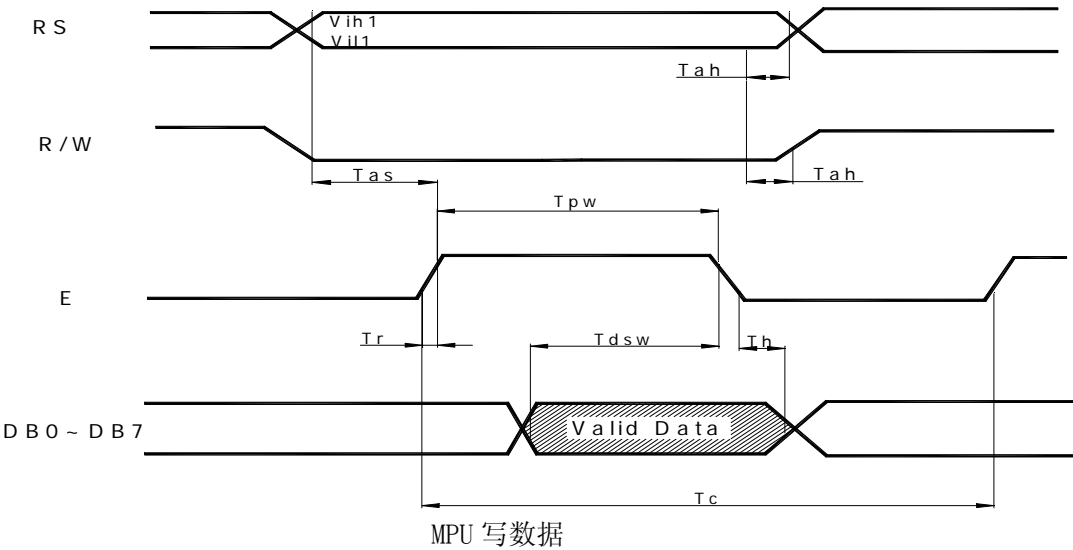 RS
Vih1
Vil1
Tah
R/W
Tas
Tah
Tpw
E
Tr
Tdsw
Th
DB0~DB7
Valid Data
Tc
MPU 写数据